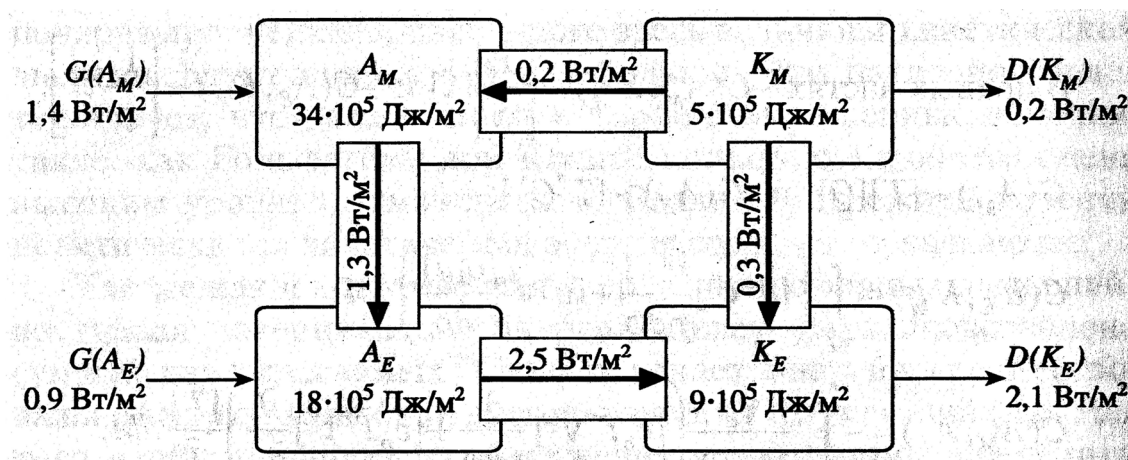 G(A_M)
1,4 Вт/м²
A_M
34·10⁵ Дж/м²
0,2 Вт/м²
K_M
5·10⁵ Дж/м²
D(K_M)
0,2 Вт/м²
1,3 Вт/м²
0,3 Вт/м²
G(A_E)
0,9 Вт/м²
A_E
18·10⁵ Дж/м²
2,5 Вт/м²
K_E
9·10⁵ Дж/м²
D(K_E)
2,1 Вт/м²